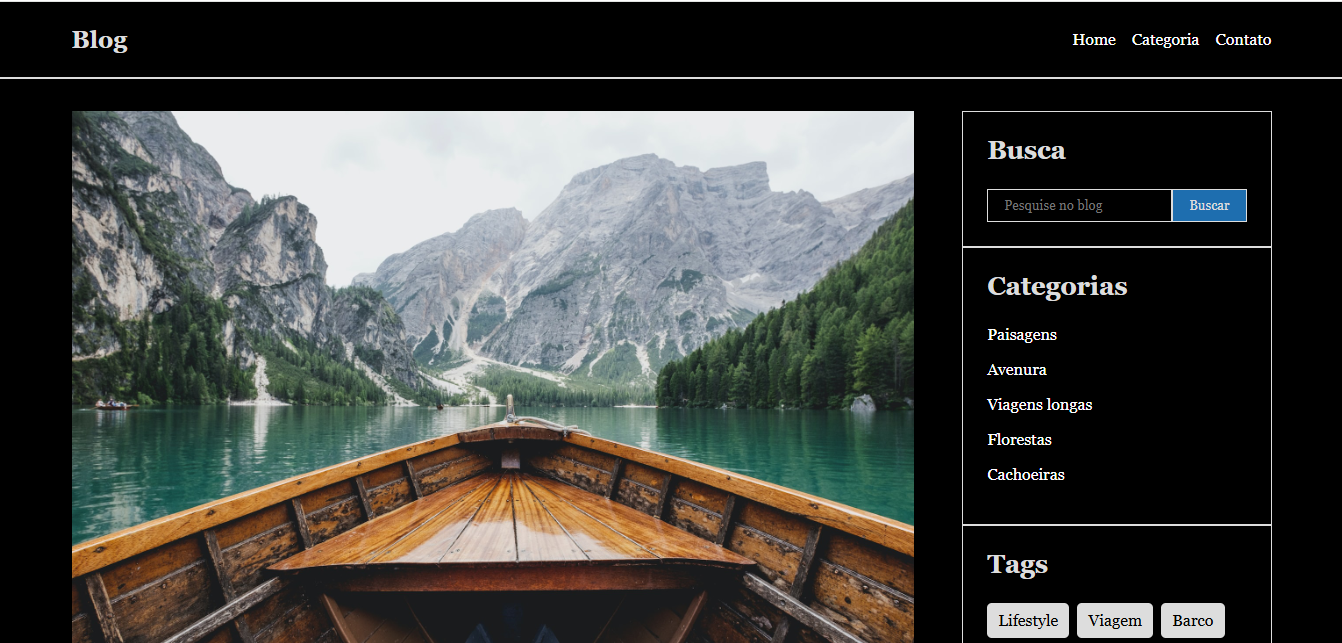 Blog
Home Categoria Contato
Busca
Pesquise no blog Buscar
Categorias
Paisagens
Avenura
Viagens longas
Florestas
Cachoeiras
Tags
Lifestyle Viagem Barco